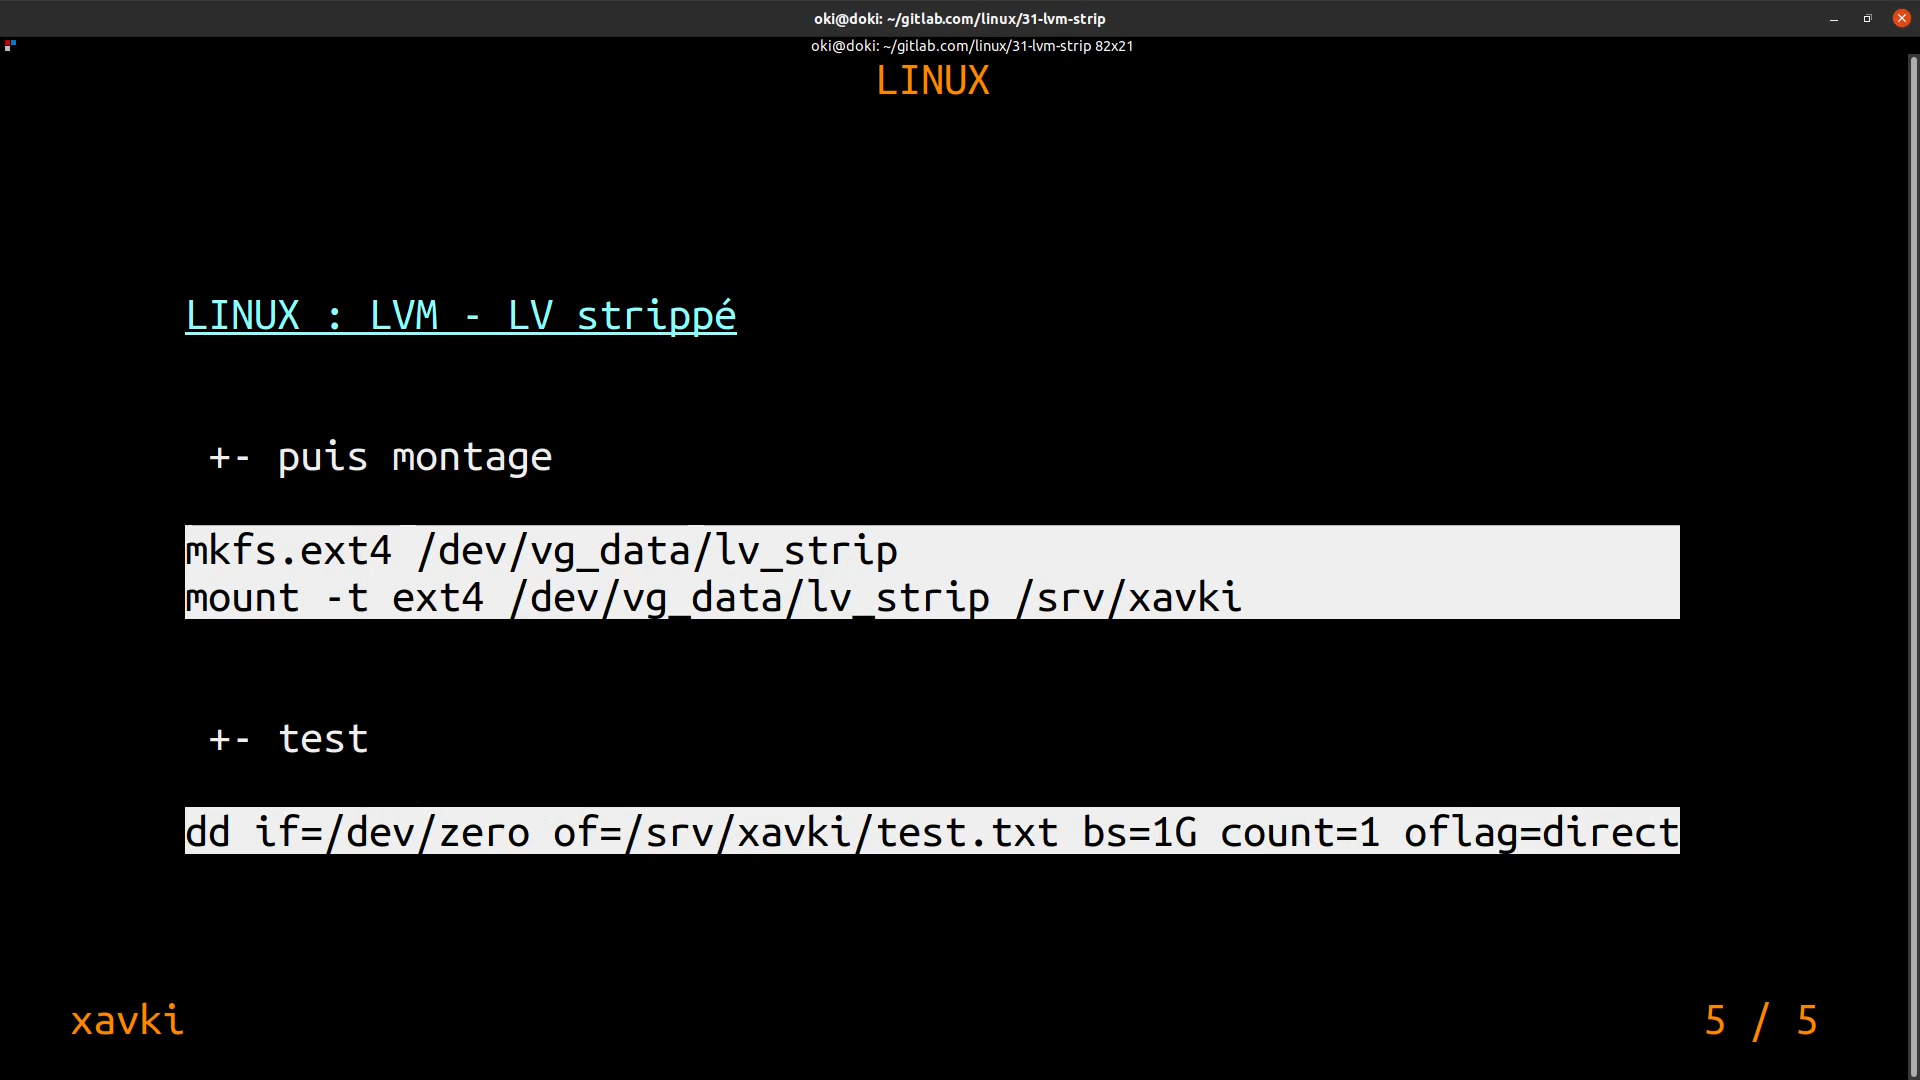 oki@doki: ~/gitlab.com/linux/31-lvm-strip
oki@doki: ~/gitlab.com/linux/31-lvm-strip 82x21
LINUX
LINUX : LVM - LV strippé
+- puis montage
mkfs.ext4 /dev/vg_data/lv_strip
mount -t ext4 /dev/vg_data/lv_strip /srv/xavki
+- test
dd if=/dev/zero of=/srv/xavki/test.txt bs=1G count=1 oflag=direct
xavki
5 / 5